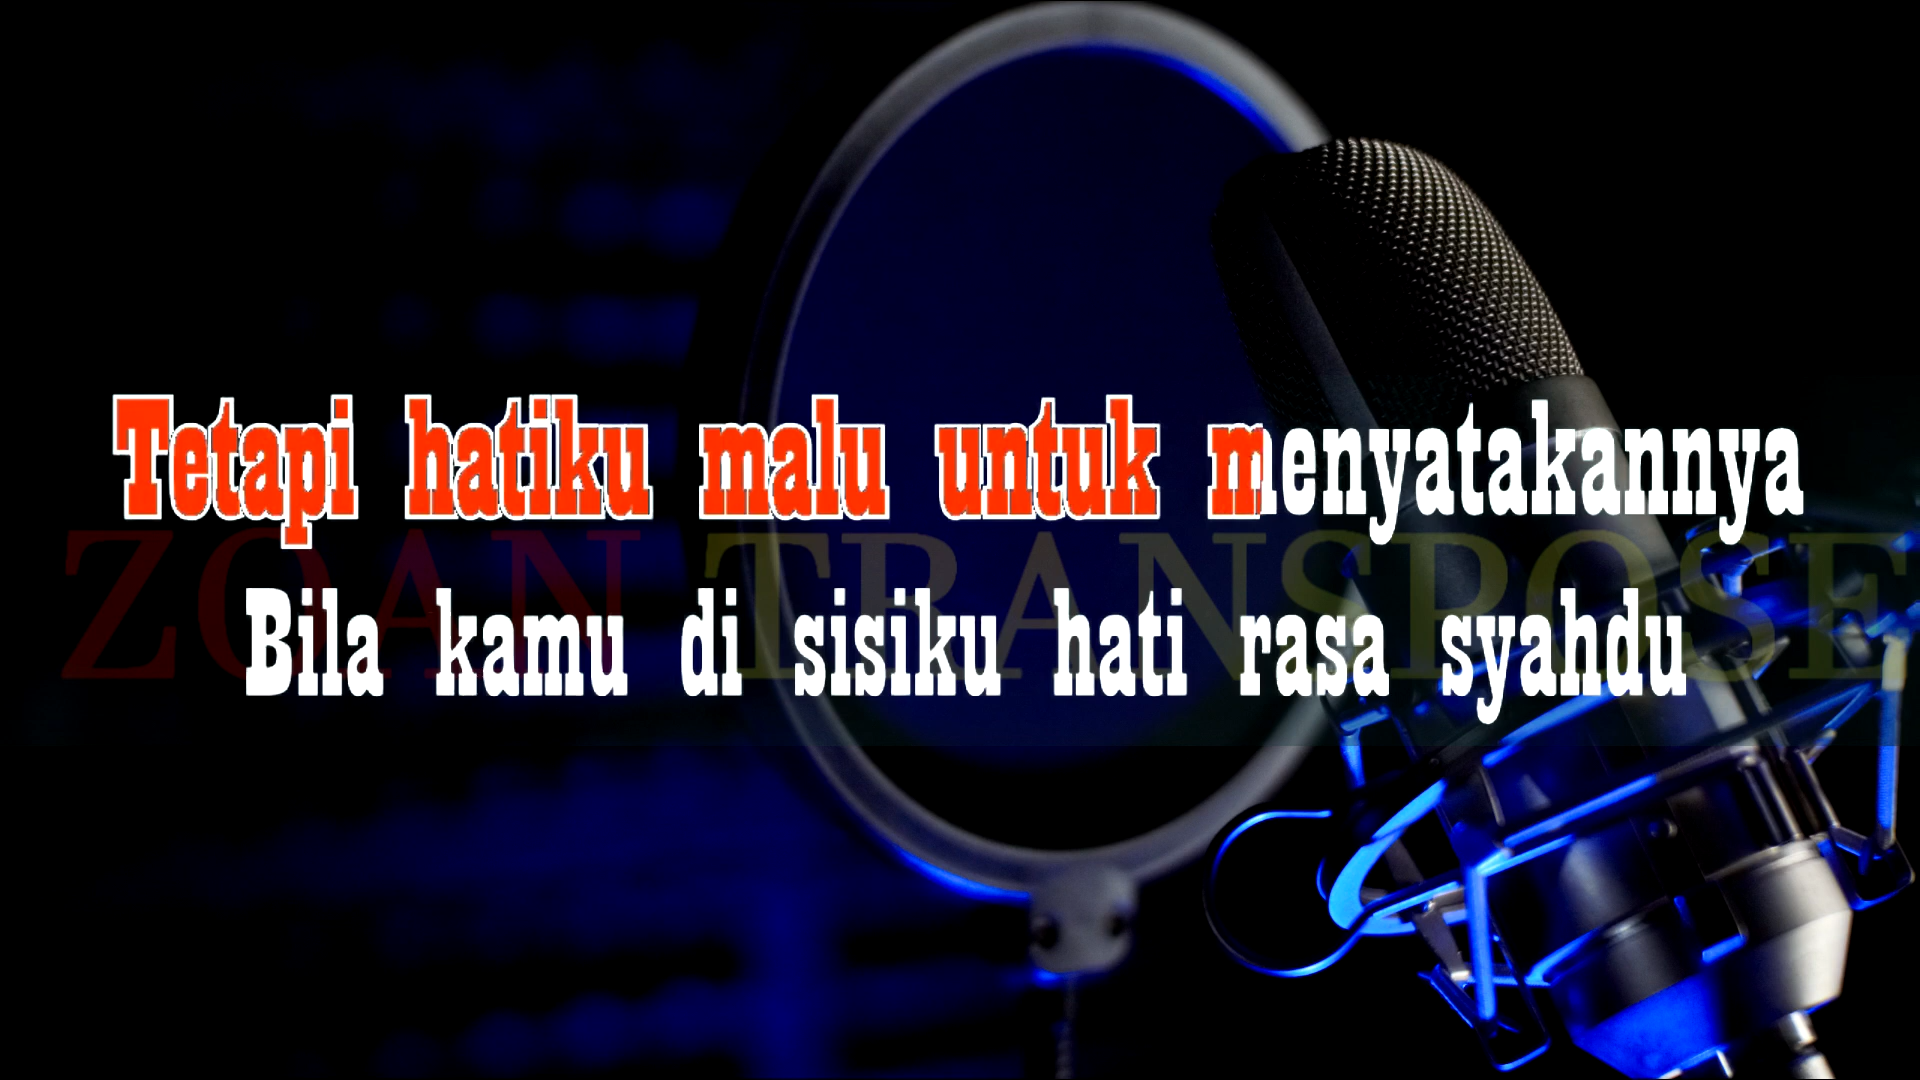 Tetapi hatiku malu untuk menyatakannya
ZOAN TRANSPOSE
Bila kamu di sisiku hati rasa syahdu